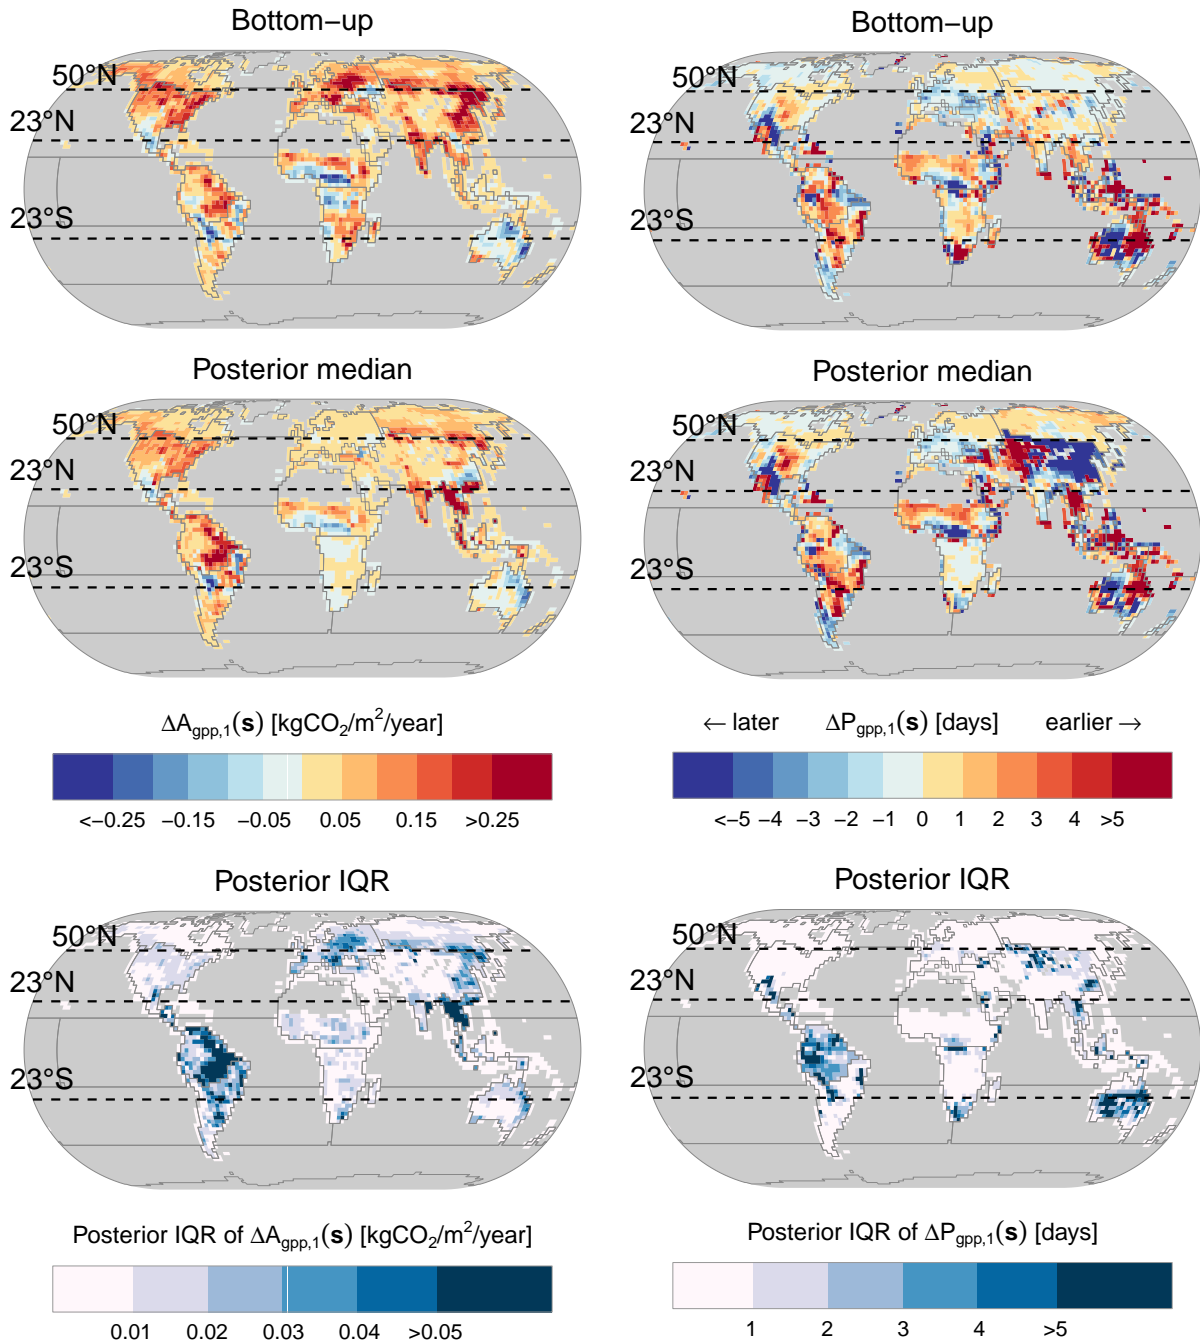 Bottom−up
50°N
23°N
23°S
Bottom−up
50°N
23°N
23°S
Posterior median
50°N
23°N
23°S
Posterior median
50°N
23°N
23°S
ΔA_gpp,1(s) [kgCO₂/m²/year]
<−0.25 −0.15 −0.05 0.05 0.15 >0.25
← later ΔP_gpp,1(s) [days] earlier →
<−5 −4 −3 −2 −1 0 1 2 3 4 >5
Posterior IQR
50°N
23°N
23°S
Posterior IQR
50°N
23°N
23°S
Posterior IQR of ΔA_gpp,1(s) [kgCO₂/m²/year]
0.01 0.02 0.03 0.04 >0.05
Posterior IQR of ΔP_gpp,1(s) [days]
1 2 3 4 >5